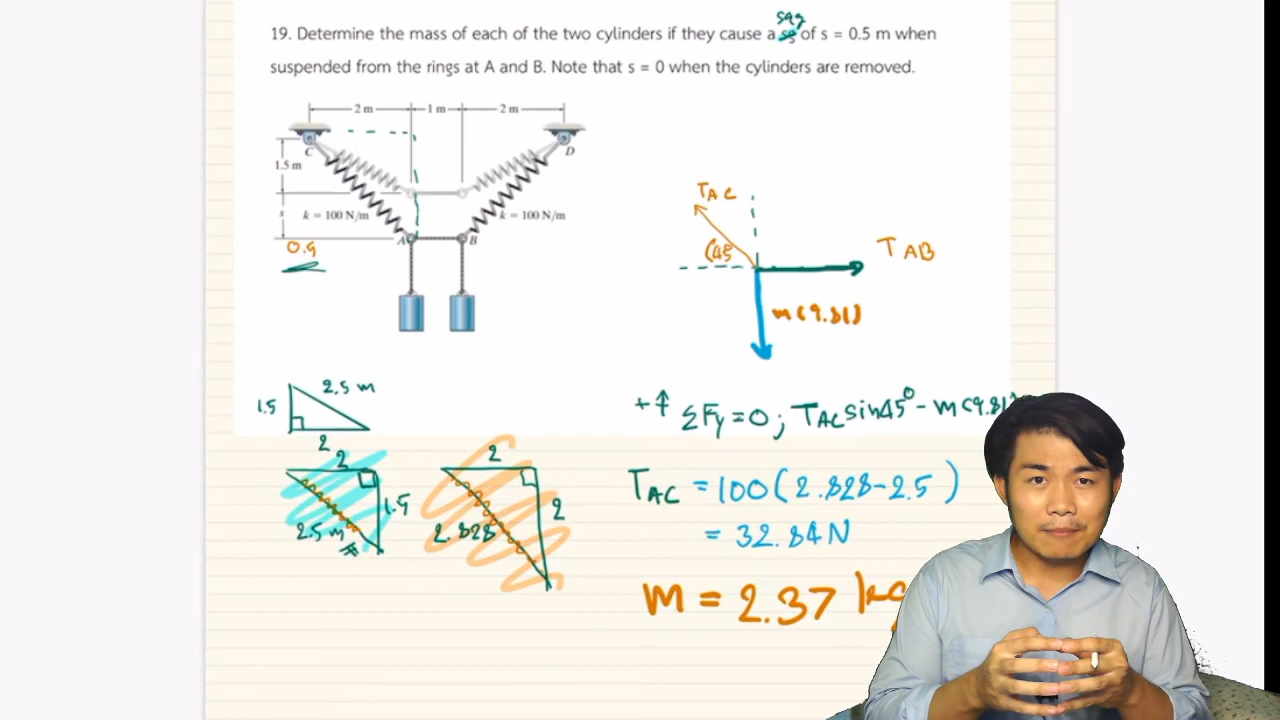 19. Determine the mass of each of the two cylinders if they cause a sg of s = 0.5 m when
sag
suspended from the rings at A and B. Note that s = 0 when the cylinders are removed.
2 m 1 m 2 m
C D
1.5 m
s k = 100 N/m k = 100 N/m
A B
0.5
TAC
45
TAB
m(9.81)
1.5 2.5 m
2
2
1.5
2.5 m
2
2
2.828
+↑ ΣFy = 0 ; TAC sin45° - m(9.81)
TAC = 100(2.828-2.5)
= 32.84 N
m = 2.37 kg